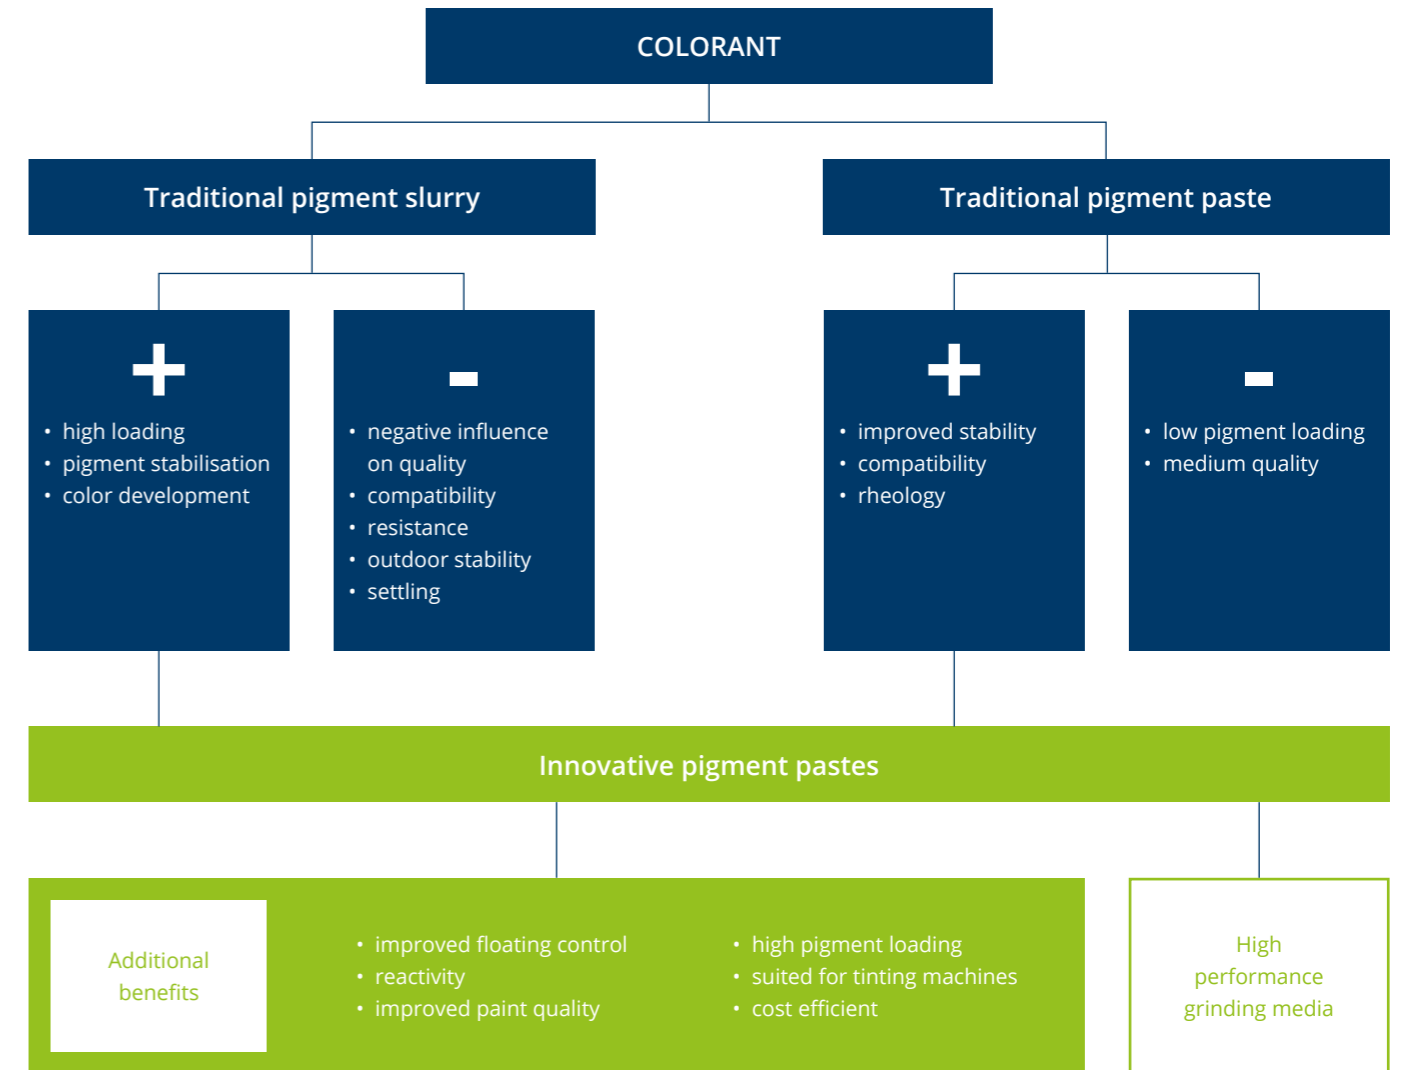 COLORANT
Traditional pigment slurry
Traditional pigment paste
+
• high loading
• pigment stabilisation
• color development
-
• negative influence
on quality
• compatibility
• resistance
• outdoor stability
• settling
+
• improved stability
• compatibility
• rheology
-
• low pigment loading
• medium quality
Innovative pigment pastes
Additional
benefits
• improved floating control
• reactivity
• improved paint quality
• high pigment loading
• suited for tinting machines
• cost efficient
High
performance
grinding media